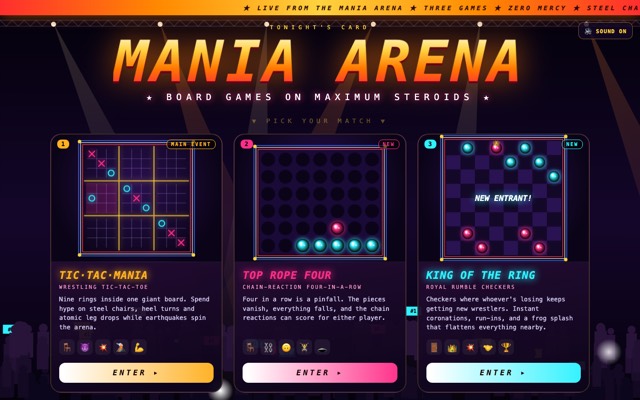 ★ LIVE FROM THE MANIA ARENA ★ THREE GAMES ★ ZERO MERCY ★ STEEL CHA
TONIGHT'S CARD
SOUND ON
MANIA ARENA
★ BOARD GAMES ON MAXIMUM STEROIDS ★
▼ PICK YOUR MATCH ▼
1
MAIN EVENT
TIC·TAC·MANIA
WRESTLING TIC-TAC-TOE
Nine rings inside one giant board. Spend
hype on steel chairs, heel turns and
atomic leg drops while earthquakes spin
the arena.
ENTER ▸
2
NEW
TOP ROPE FOUR
CHAIN-REACTION FOUR-IN-A-ROW
Four in a row is a pinfall. The pieces
vanish, everything falls, and the chain
reactions can score for either player.
ENTER ▸
3
NEW
NEW ENTRANT!
KING OF THE RING
ROYAL RUMBLE CHECKERS
Checkers where whoever's losing keeps
getting new wrestlers. Instant
coronations, run-ins, and a frog splash
that flattens everything nearby.
ENTER ▸
#1